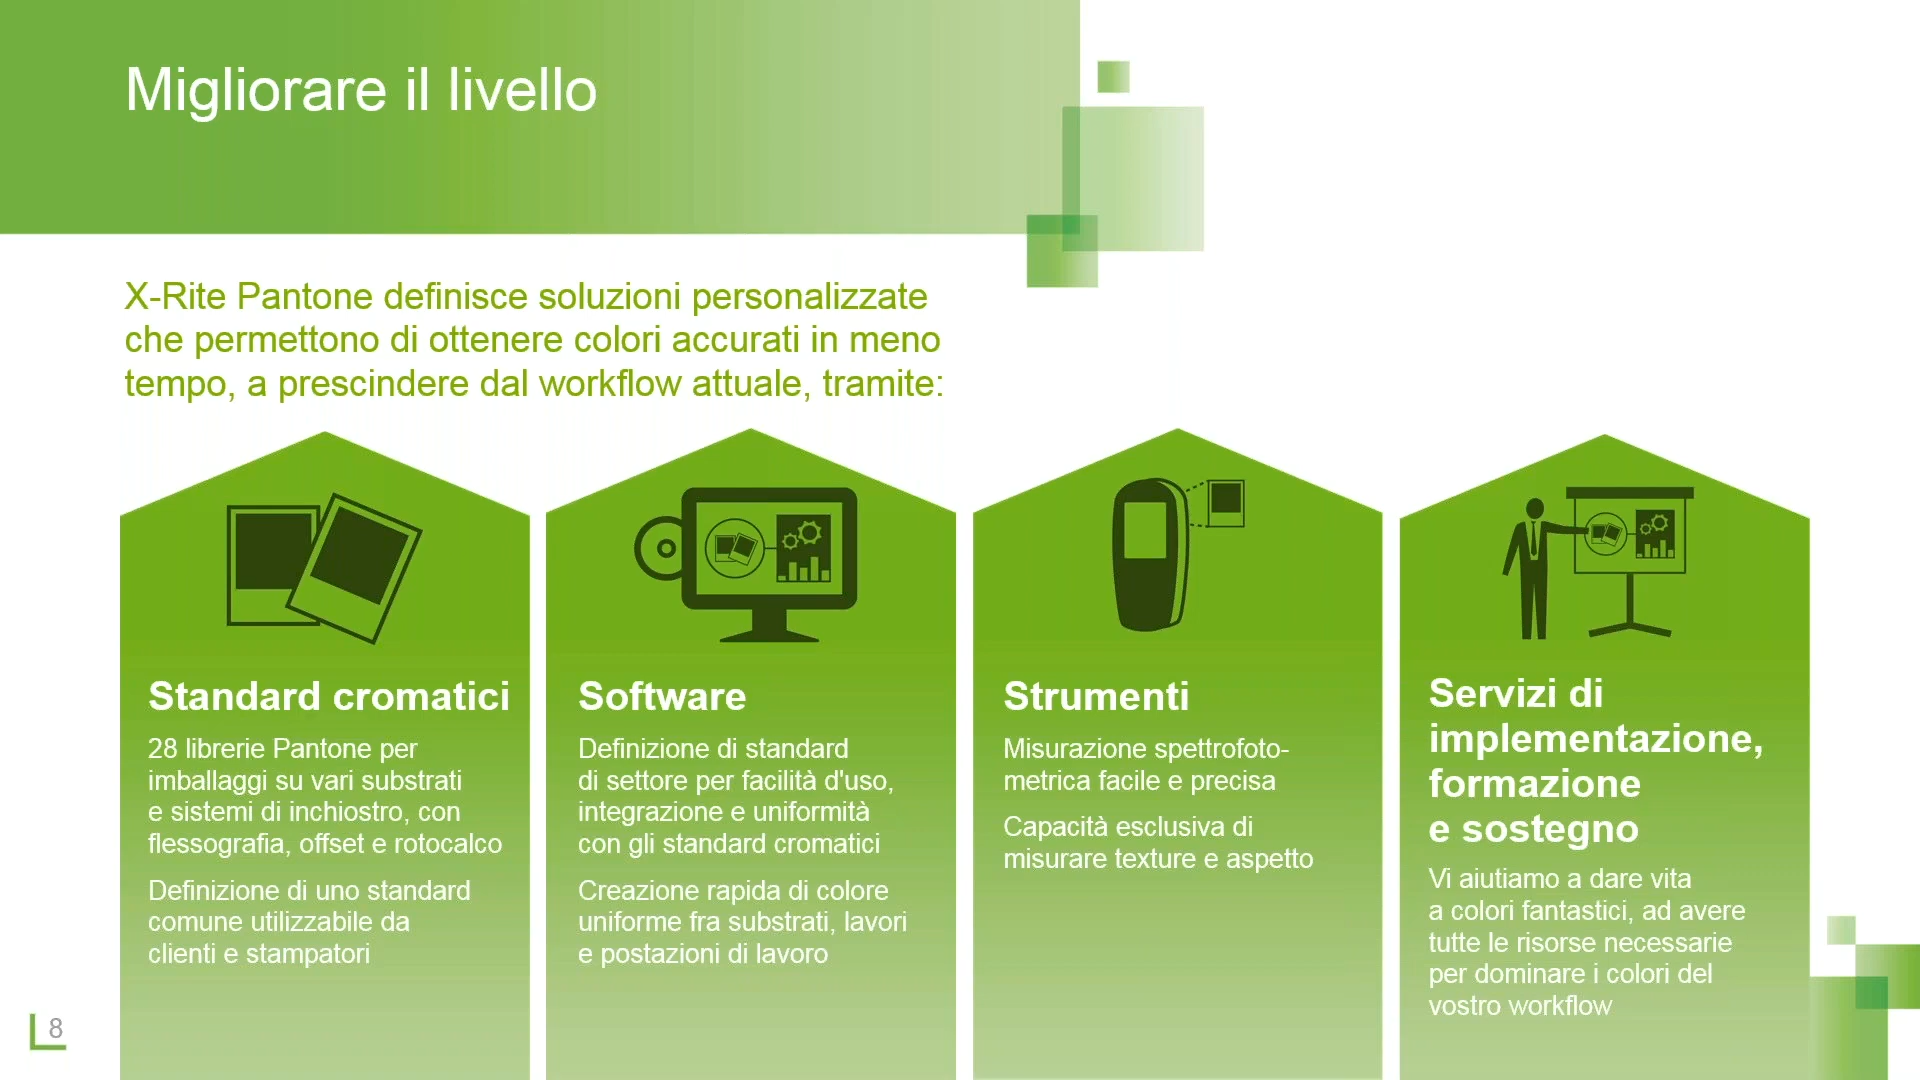 Migliorare il livello
X-Rite Pantone definisce soluzioni personalizzate
che permettono di ottenere colori accurati in meno
tempo, a prescindere dal workflow attuale, tramite:
Standard cromatici
28 librerie Pantone per
imballaggi su vari substrati
e sistemi di inchiostro, con
flessografia, offset e rotocalco
Definizione di uno standard
comune utilizzabile da
clienti e stampatori
Software
Definizione di standard
di settore per facilità d'uso,
integrazione e uniformità
con gli standard cromatici
Creazione rapida di colore
uniforme fra substrati, lavori
e postazioni di lavoro
Strumenti
Misurazione spettrofoto-
metrica facile e precisa
Capacità esclusiva di
misurare texture e aspetto
Servizi di
implementazione,
formazione
e sostegno
Vi aiutiamo a dare vita
a colori fantastici, ad avere
tutte le risorse necessarie
per dominare i colori del
vostro workflow
8